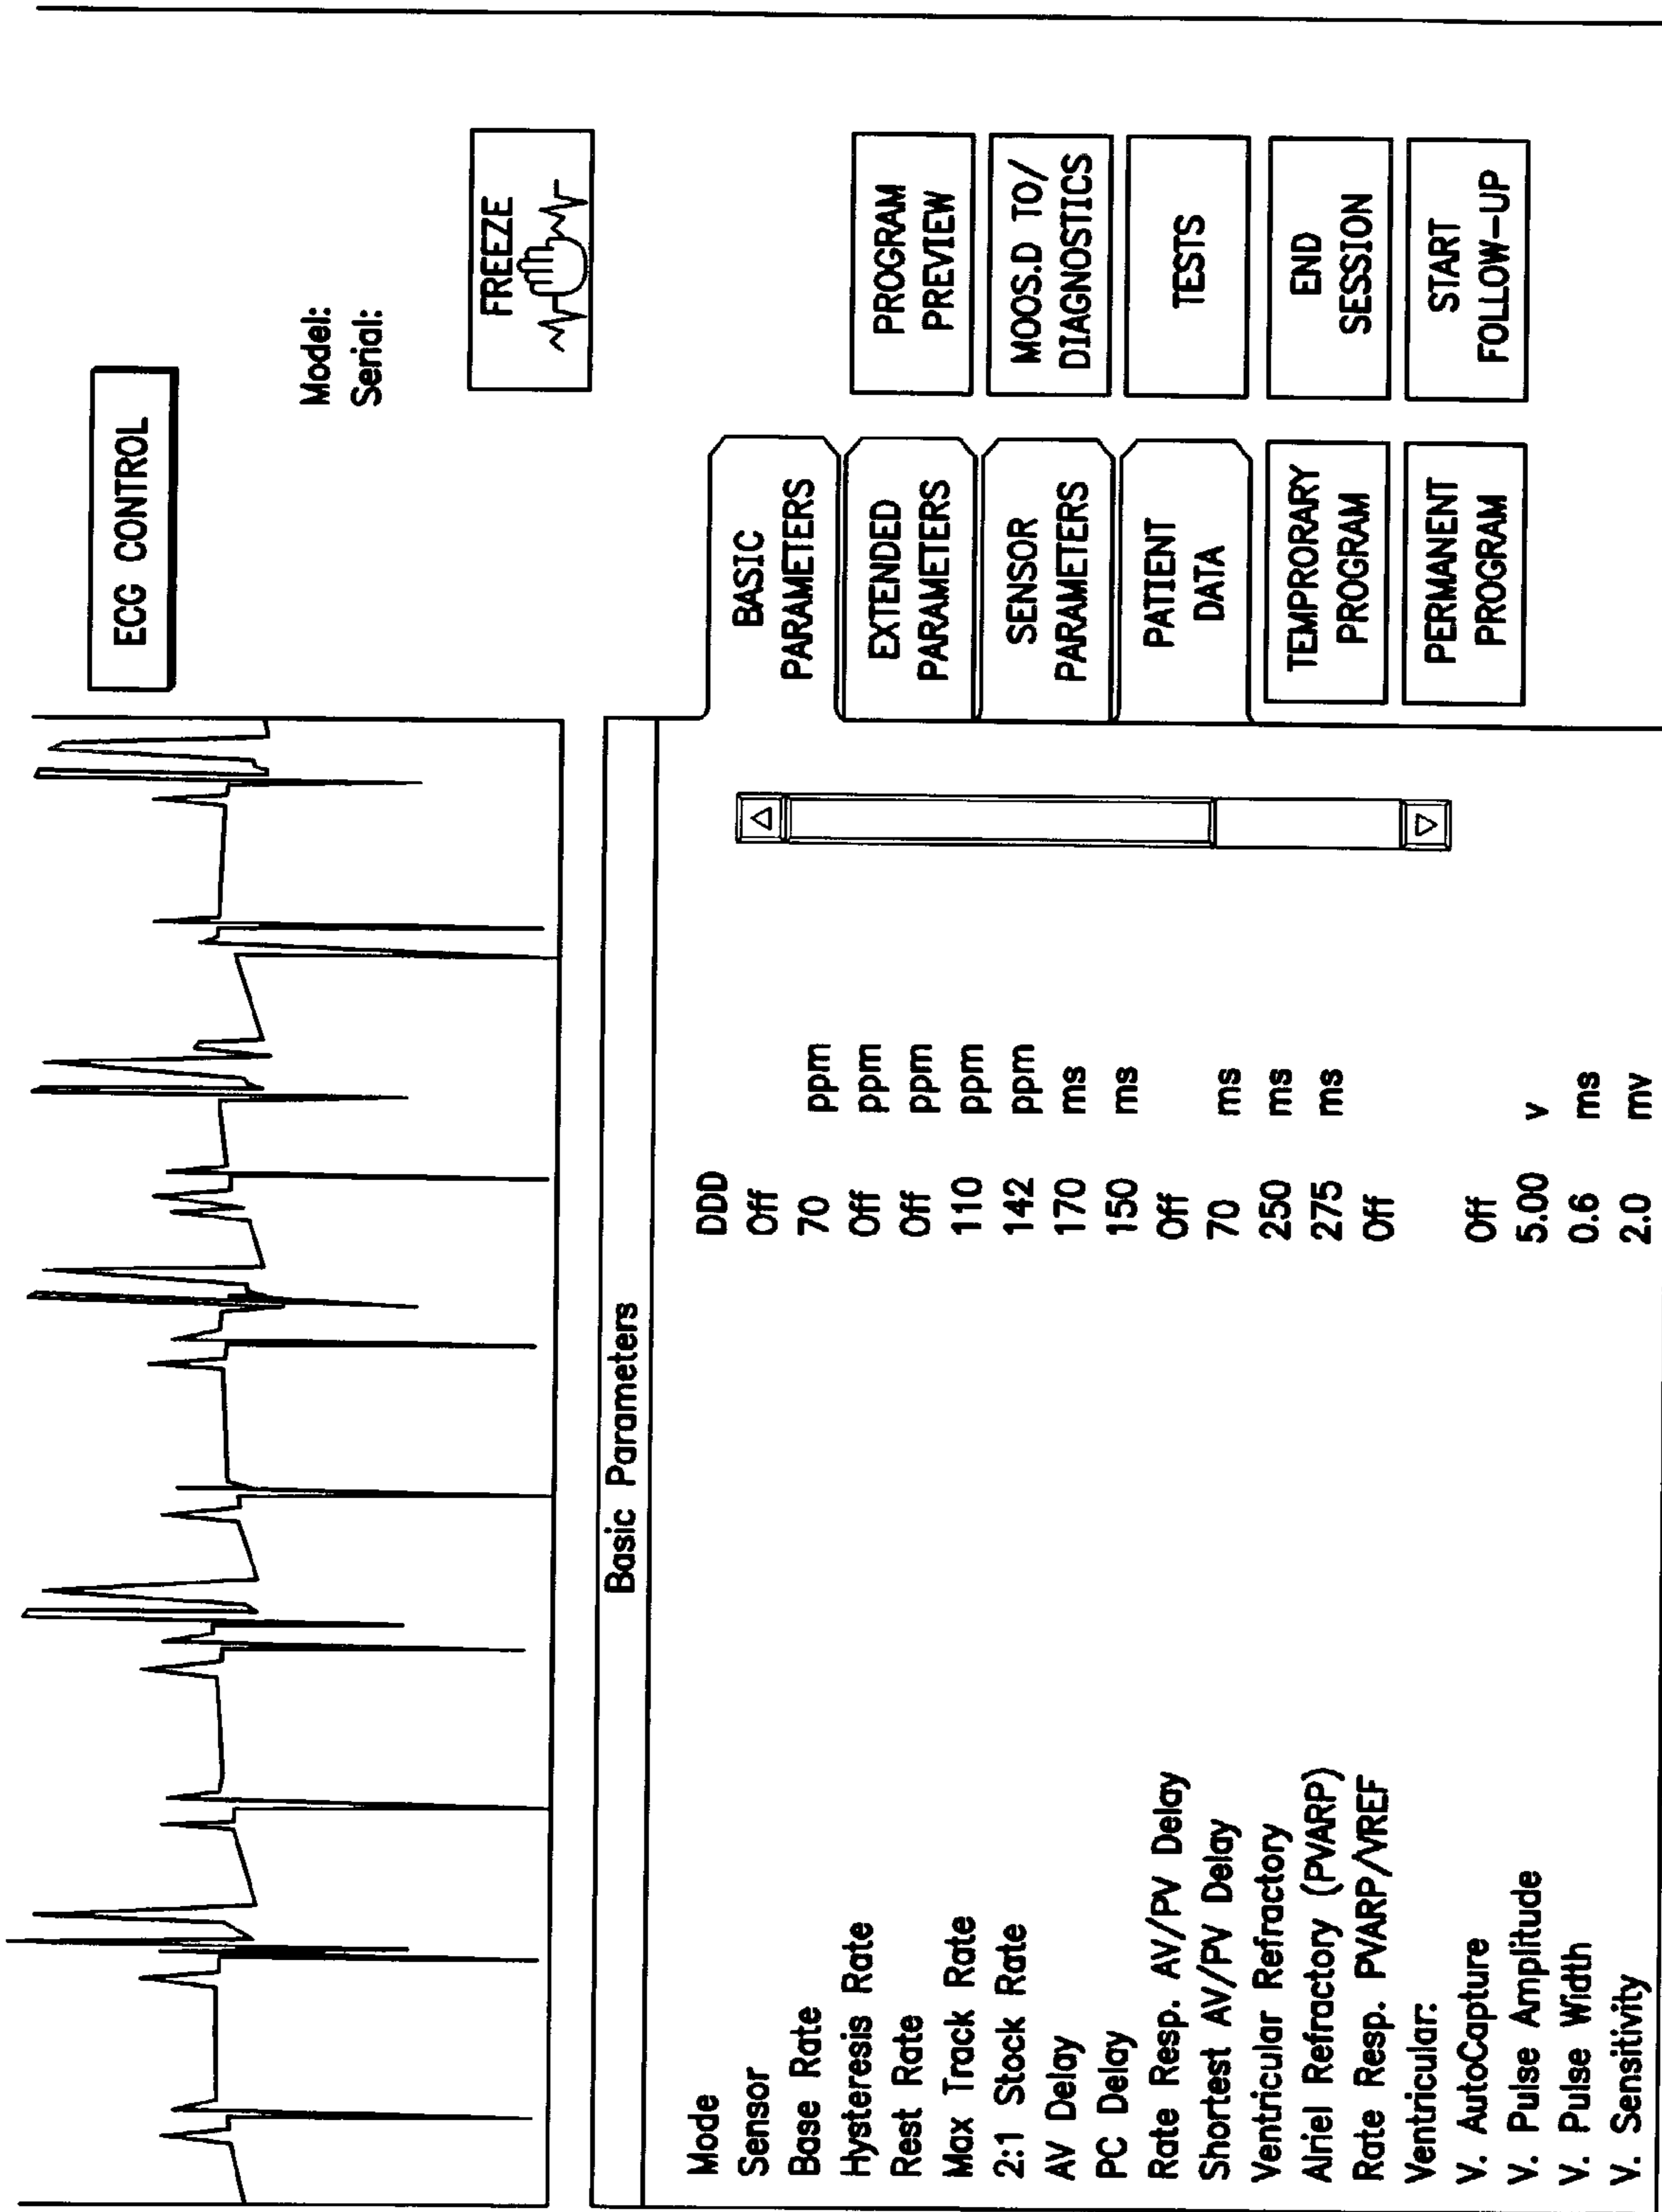 ECG CONTROL
Model:
Serial:
FREEZE
Basic Parameters
Mode DDD
Sensor Off
Base Rate 70 ppm
Hysteresis Rate Off ppm
Rest Rate Off ppm
Max Track Rate 110 ppm
2:1 Stock Rate 142 ppm
AV Delay 170 ms
PC Delay 150 ms
Rate Resp. AV/PV Delay Off
Shortest AV/PV Delay 70 ms
Ventricular Refractory 250 ms
Alriel Refractory (PVARP) 275 ms
Rate Resp. PVARP/VREF Off
Ventricular:
V. AutoCapture Off
V. Pulse Amplitude 5.00 v
V. Pulse Width 0.6 ms
V. Sensitivity 2.0 mv
BASIC
PARAMETERS
EXTENDED
PARAMETERS
SENSOR
PARAMETERS
PATIENT
DATA
TEMPRORARY
PROGRAM
PERMANENT
PROGRAM
PROGRAM
PREVIEW
MOOS.D TO/
DIAGNOSTICS
TESTS
END
SESSION
START
FOLLOW-UP